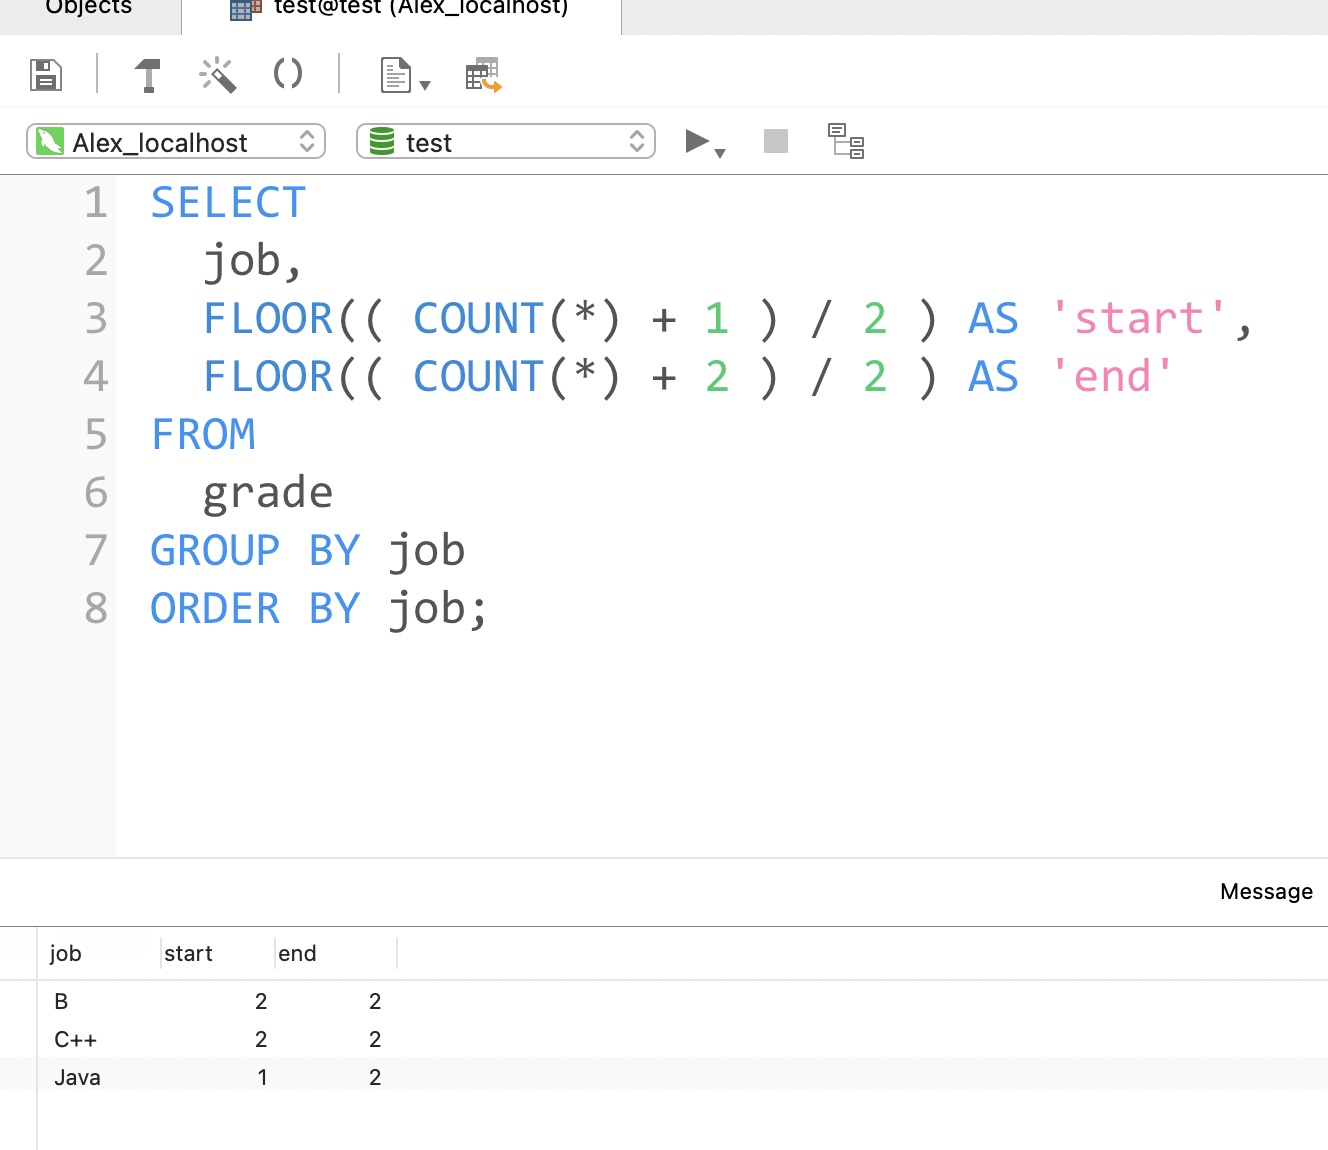 Objects
test@test (Alex_localhost)
Alex_localhost
test
1 SELECT
2 job,
3 FLOOR(( COUNT(*) + 1 ) / 2 ) AS 'start',
4 FLOOR(( COUNT(*) + 2 ) / 2 ) AS 'end'
5 FROM
6 grade
7 GROUP BY job
8 ORDER BY job;
Message
job start end
B 2 2
C++ 2 2
Java 1 2